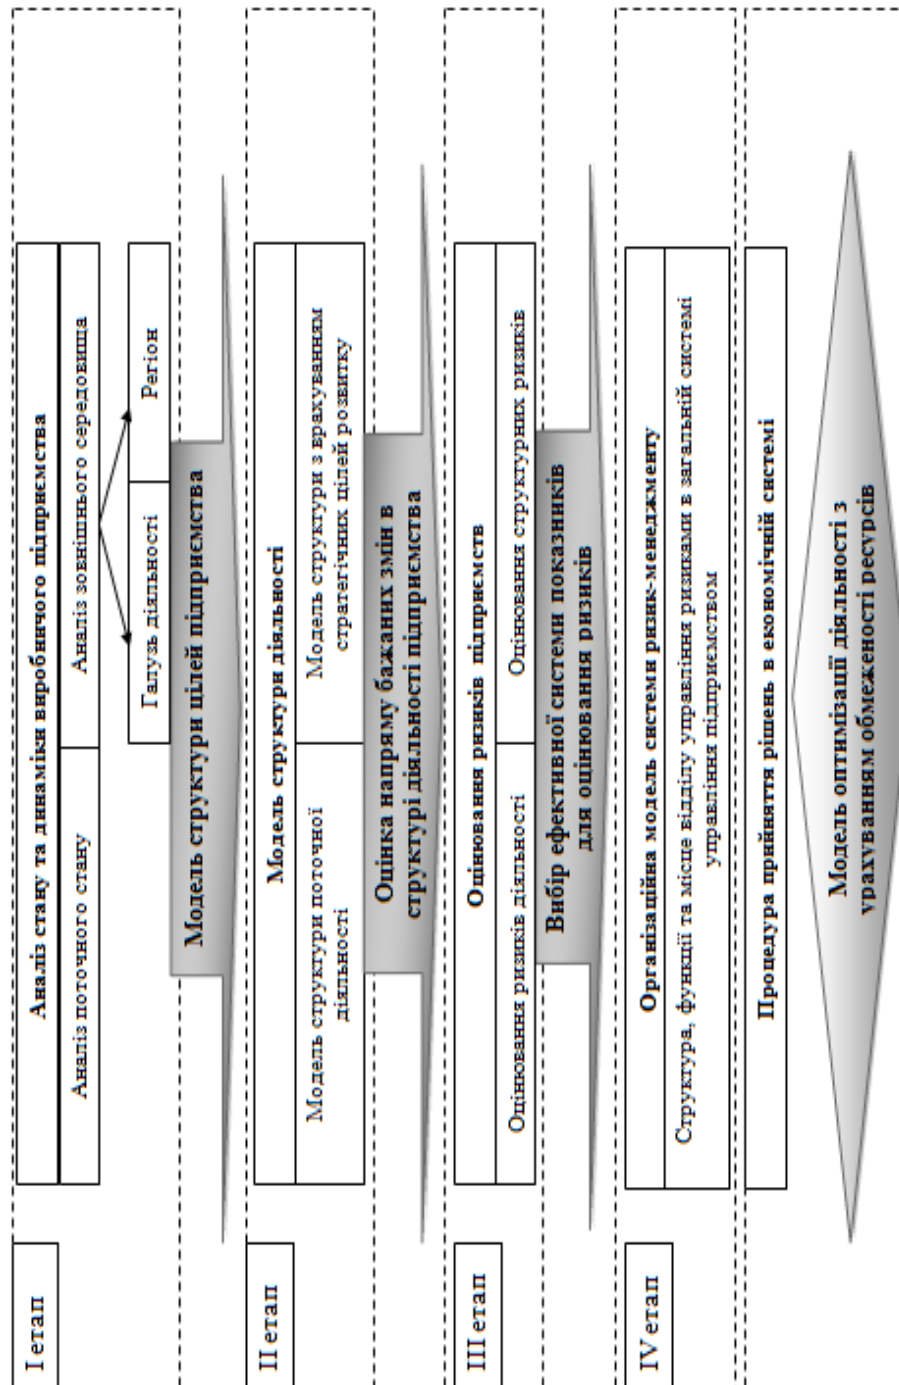 I етап
Аналіз стану та динаміки виробничого підприємства
Аналіз поточного стану
Аналіз зовнішнього середовища
Галузь діяльності
Регіон
Модель структури цілей підприємства
II етап
Модель структури діяльності
Модель структури поточної
діяльності
Модель структури з врахуванням
стратегічних цілей розвитку
Оцінка напряму бажаних змін в
структурі діяльності підприємства
III етап
Оцінювання ризиків підприємств
Оцінювання ризиків діяльності
Оцінювання структурних ризиків
Вибір ефективної системи показників
для оцінювання ризиків
IV етап
Організаційна модель системи ризик-менеджменту
Структура, функції та місце відділу управління ризиками в загальній системі
управління підприємством
Процедура прийняття рішень в економічній системі
Модель оптимізації діяльності з
урахуванням обмеженості ресурсів